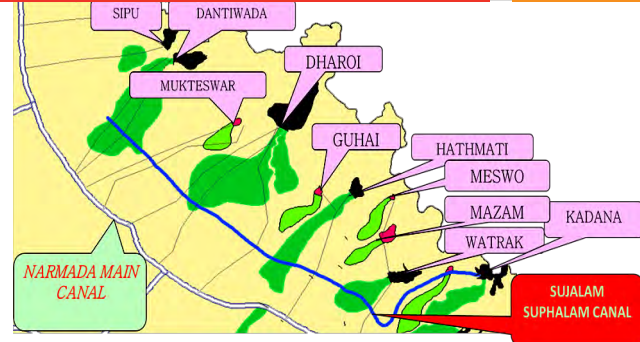 SIPU
DANTIWADA
MUKTESWAR
DHAROI
GUHAI
HATHMATI
MESWO
MAZAM
KADANA
WATRAK
NARMADA MAIN
CANAL
SUJALAM
SUPHALAM CANAL